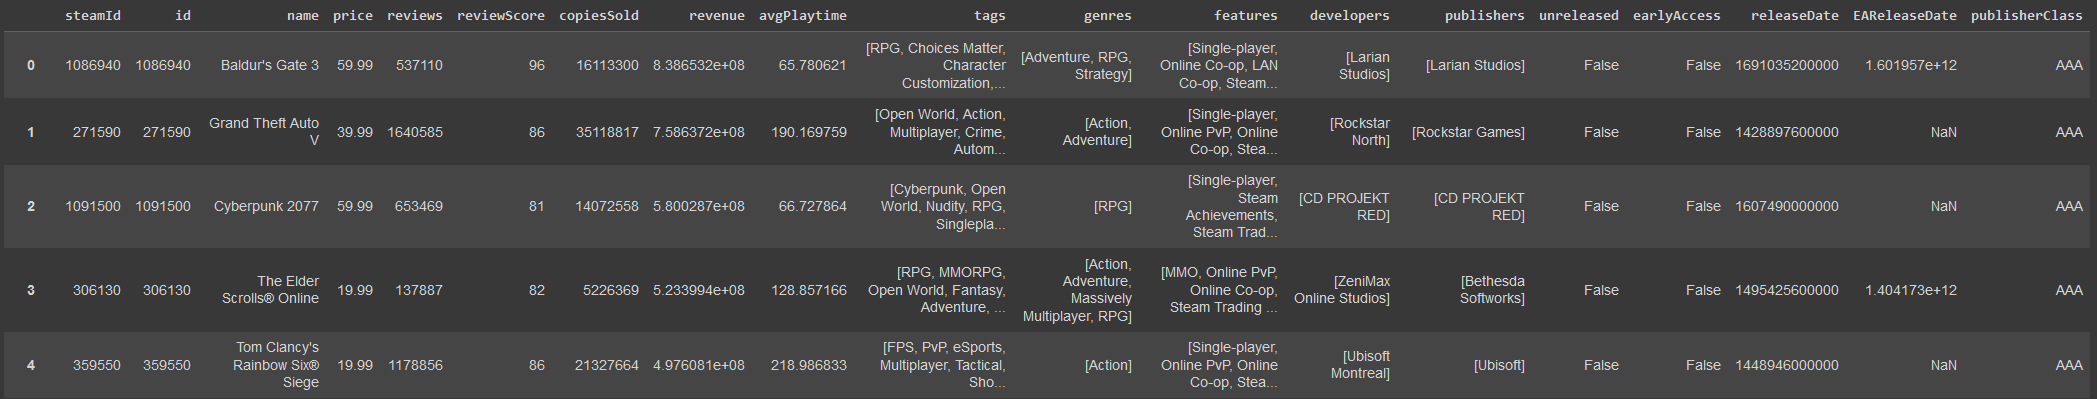 steamId id name price reviews reviewScore copiesSold revenue avgPlaytime tags genres features developers publishers unreleased earlyAccess releaseDate EAReleaseDate publisherClass
0 1086940 1086940 Baldur's Gate 3 59.99 537110 96 16113300 8.386532e+08 65.780621 [RPG, Choices Matter, Character Customization,... [Adventure, RPG, Strategy] [Single-player, Online Co-op, LAN Co-op, Steam... [Larian Studios] [Larian Studios] False False 1691035200000 1.601957e+12 AAA
1 271590 271590 Grand Theft Auto V 39.99 1640585 86 35118817 7.586372e+08 190.169759 [Open World, Action, Multiplayer, Crime, Autom... [Action, Adventure] [Single-player, Online PvP, Online Co-op, Stea... [Rockstar North] [Rockstar Games] False False 1428897600000 NaN AAA
2 1091500 1091500 Cyberpunk 2077 59.99 653469 81 14072558 5.800287e+08 66.727864 [Cyberpunk, Open World, Nudity, RPG, Singlepla... [RPG] [Single-player, Steam Achievements, Steam Trad... [CD PROJEKT RED] [CD PROJEKT RED] False False 1607490000000 NaN AAA
3 306130 306130 The Elder Scrolls® Online 19.99 137887 82 5226369 5.233994e+08 128.857166 [RPG, MMORPG, Open World, Fantasy, Adventure, ... [Action, Adventure, Massively Multiplayer, RPG] [MMO, Online PvP, Online Co-op, Steam Trading ... [ZeniMax Online Studios] [Bethesda Softworks] False False 1495425600000 1.404173e+12 AAA
4 359550 359550 Tom Clancy's Rainbow Six® Siege 19.99 1178856 86 21327664 4.976081e+08 218.986833 [FPS, PvP, eSports, Multiplayer, Tactical, Sho... [Action] [Single-player, Online PvP, Online Co-op, Stea... [Ubisoft Montreal] [Ubisoft] False False 1448946000000 NaN AAA